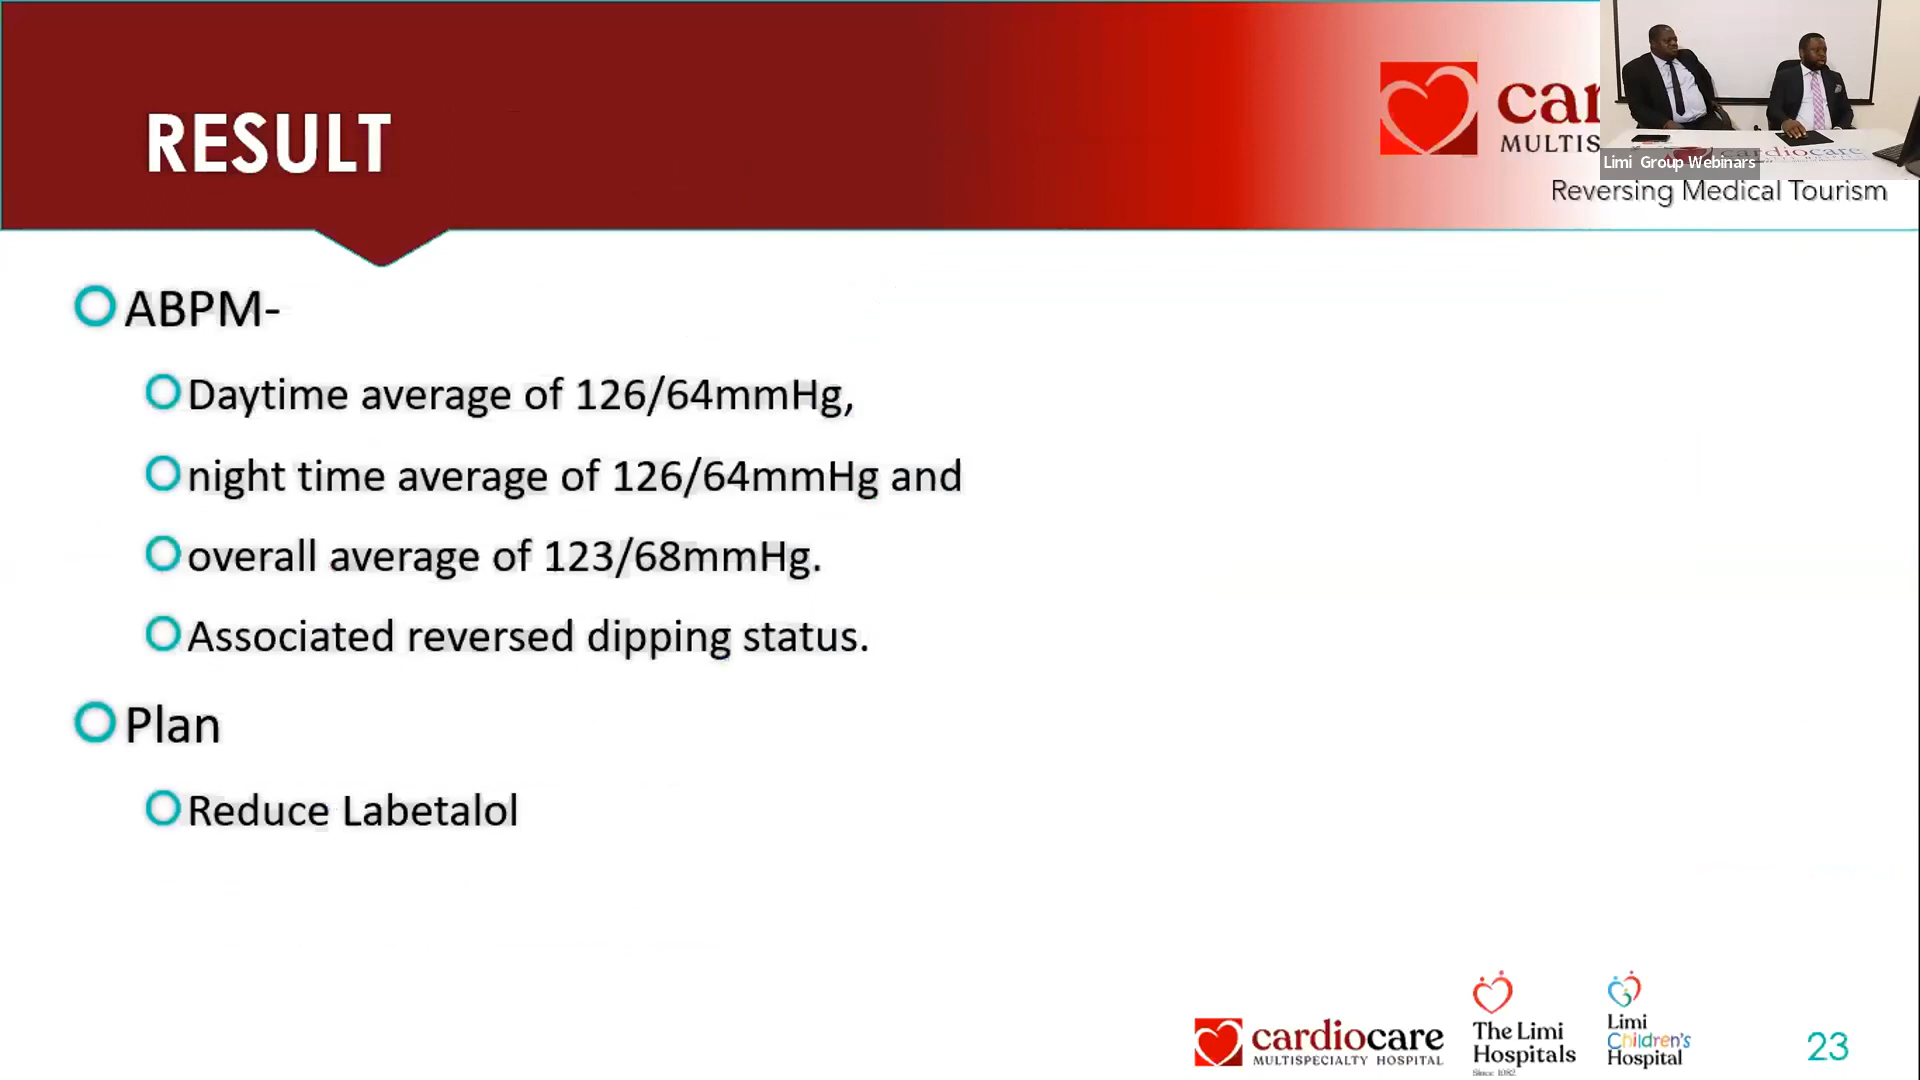 RESULT
car
MULTIS
Limi Group Webinars
cardiocare
Reversing Medical Tourism
ABPM-
Daytime average of 126/64mmHg,
night time average of 126/64mmHg and
overall average of 123/68mmHg.
Associated reversed dipping status.
Plan
Reduce Labetalol
cardiocare
MULTISPECIALTY HOSPITAL
The Limi
Hospitals
Limi
Children's
Hospital
23